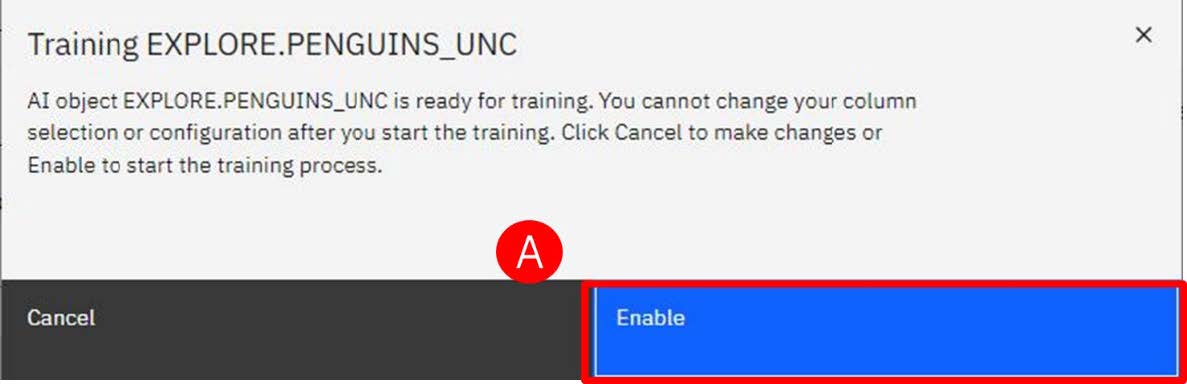 Training EXPLORE.PENGUINS_UNC
AI object EXPLORE.PENGUINS_UNC is ready for training. You cannot change your column
selection or configuration after you start the training. Click Cancel to make changes or
Enable to start the training process.
A
Cancel
Enable